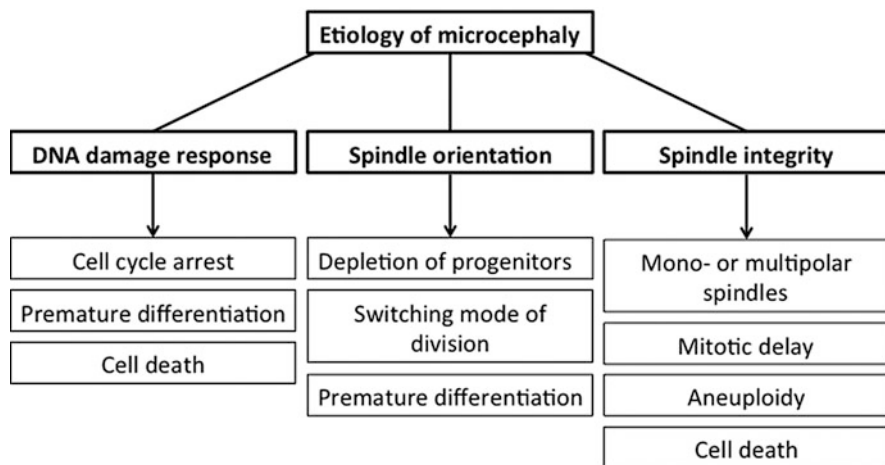 Etiology of microcephaly
DNA damage response
Spindle orientation
Spindle integrity
Cell cycle arrest
Premature differentiation
Cell death
Depletion of progenitors
Switching mode of
division
Premature differentiation
Mono- or multipolar
spindles
Mitotic delay
Aneuploidy
Cell death